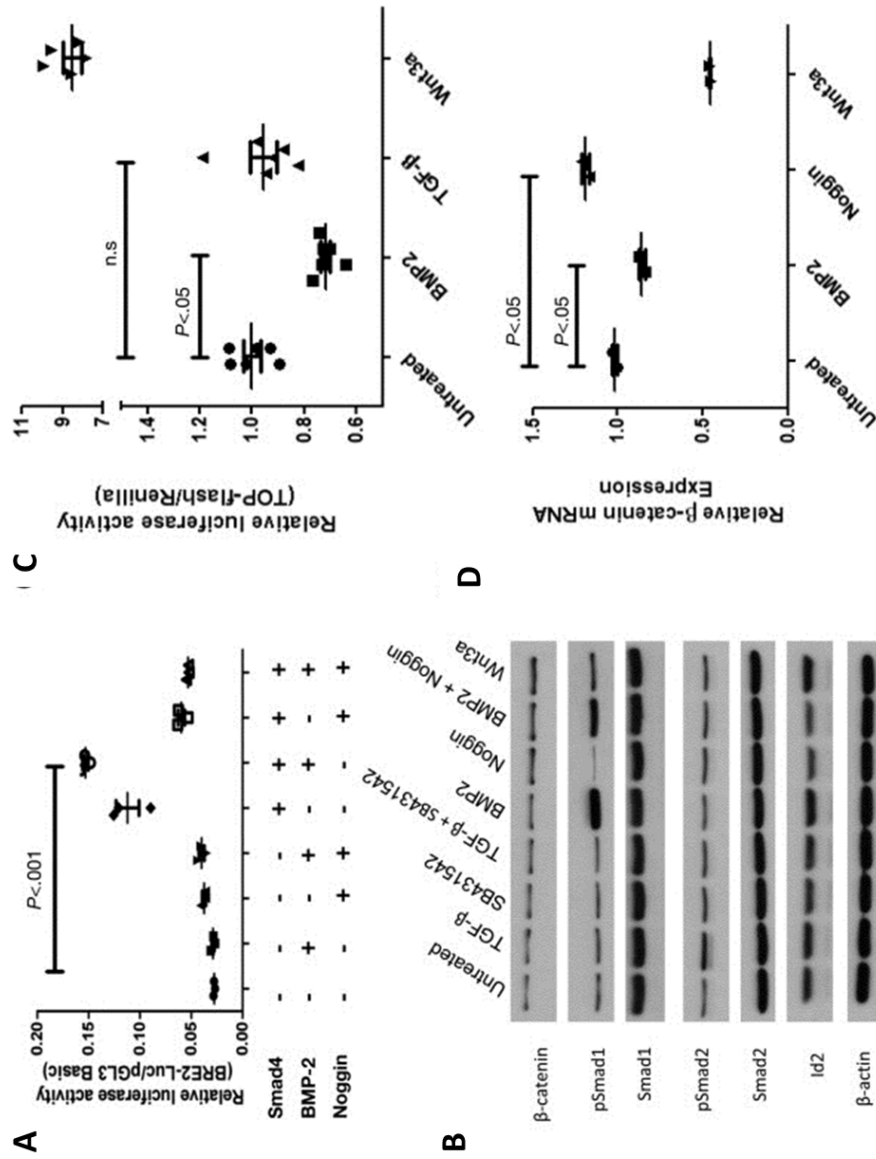 A
Relative luciferase activity
(BRE2-Luc/pGL3 Basic)
0.20
0.15
0.10
0.05
0.00
P<.001
Smad4 - - - - + + + +
BMP-2 - + - + - + - +
Noggin - - + + - - + +
B
Untreated
TGF-β
SB431542
TGF-β + SB431542
BMP2
Noggin
BMP2 + Noggin
Wnt3a
β-catenin
pSmad1
Smad1
pSmad2
Smad2
Id2
β-actin
C
Relative luciferase activity
(TOP-flash/Renilla)
11
9
7
1.4
1.2
1.0
0.8
0.6
n.s
P<.05
Untreated
BMP2
TGF-β
Wnt3a
D
Relative β-catenin mRNA
Expression
1.5
1.0
0.5
0.0
P<.05
P<.05
Untreated
BMP2
Noggin
Wnt3a